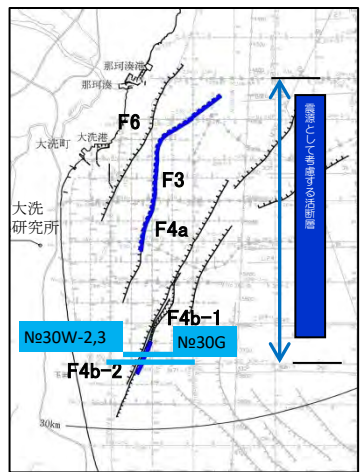 那珂湊港
那珂湊
F6
大洗町
大洗港
F3
震源として考慮する活断層
大洗
研究所
F4a
F4b-1
№30W-2,3
№30G
F4b-2
30km